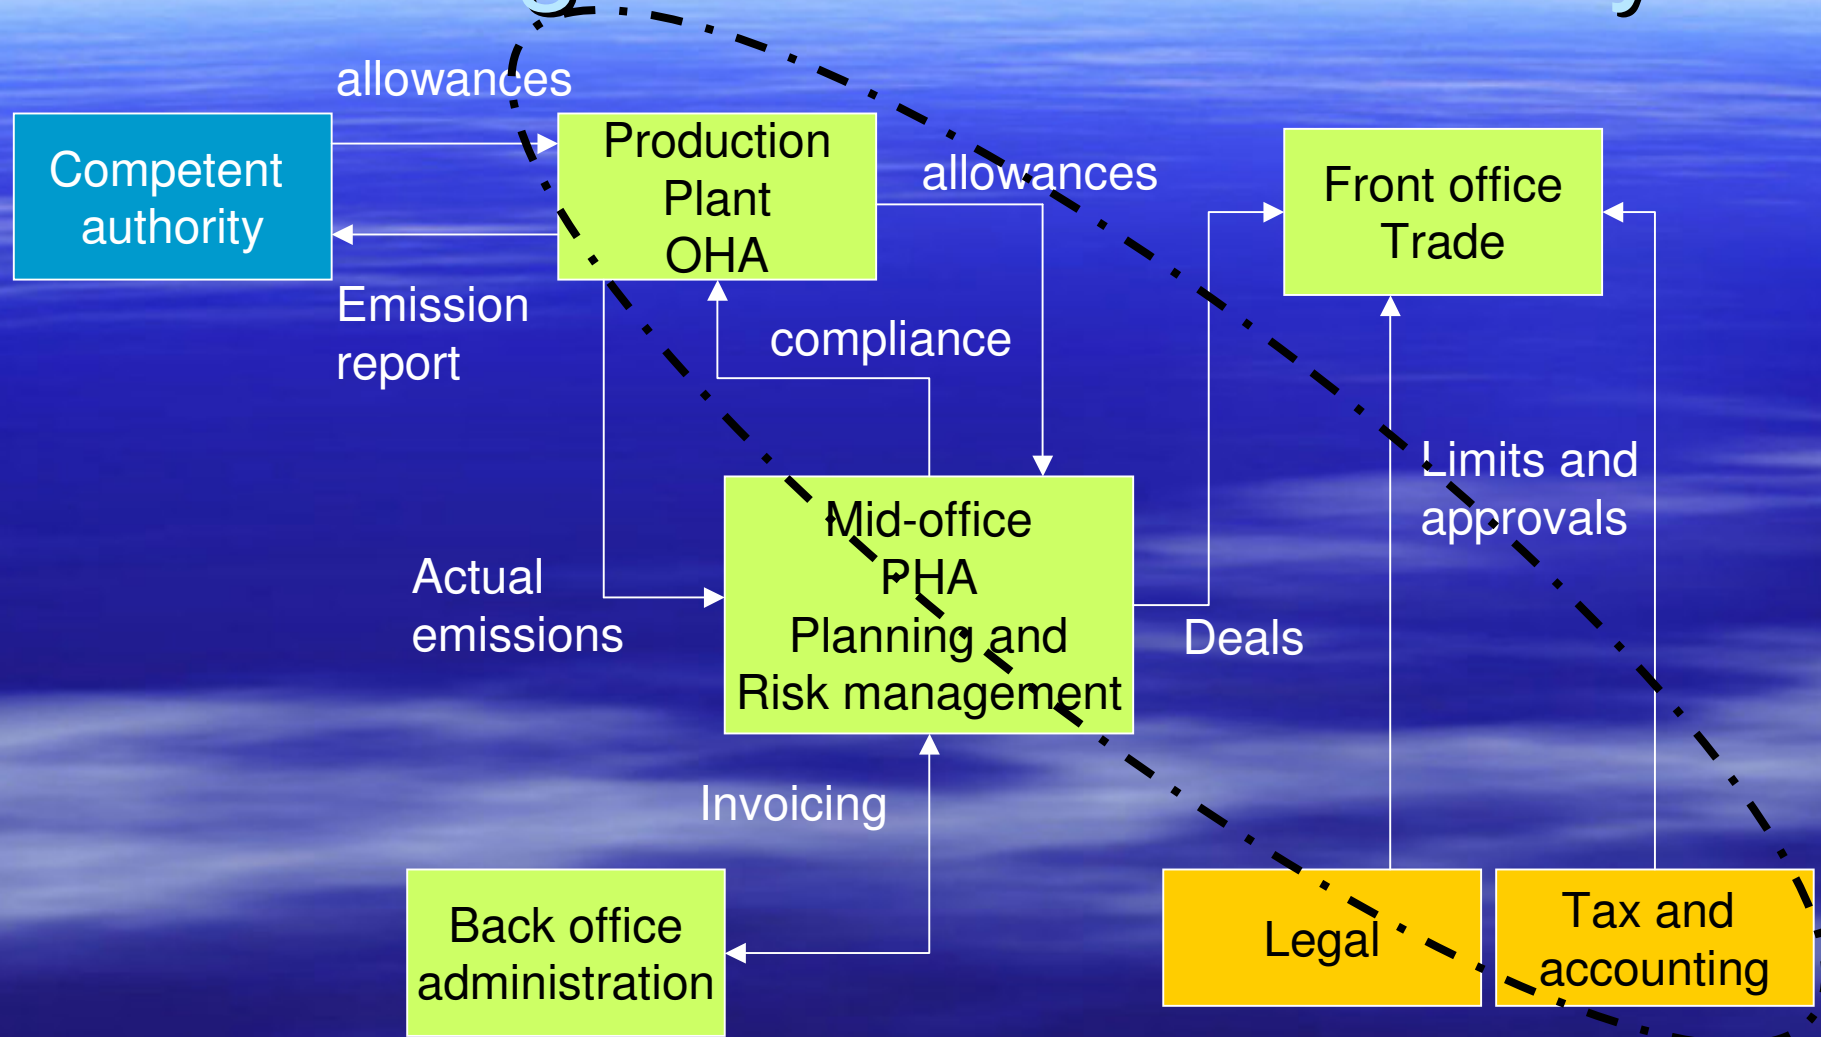 allowances
Competent
authority
Production
Plant
OHA
allowances
Front office
Trade
Emission
report
compliance
Limits and
approvals
Mid-office
PHA
Planning and
Risk management
Actual
emissions
Deals
Invoicing
Back office
administration
Legal
Tax and
accounting